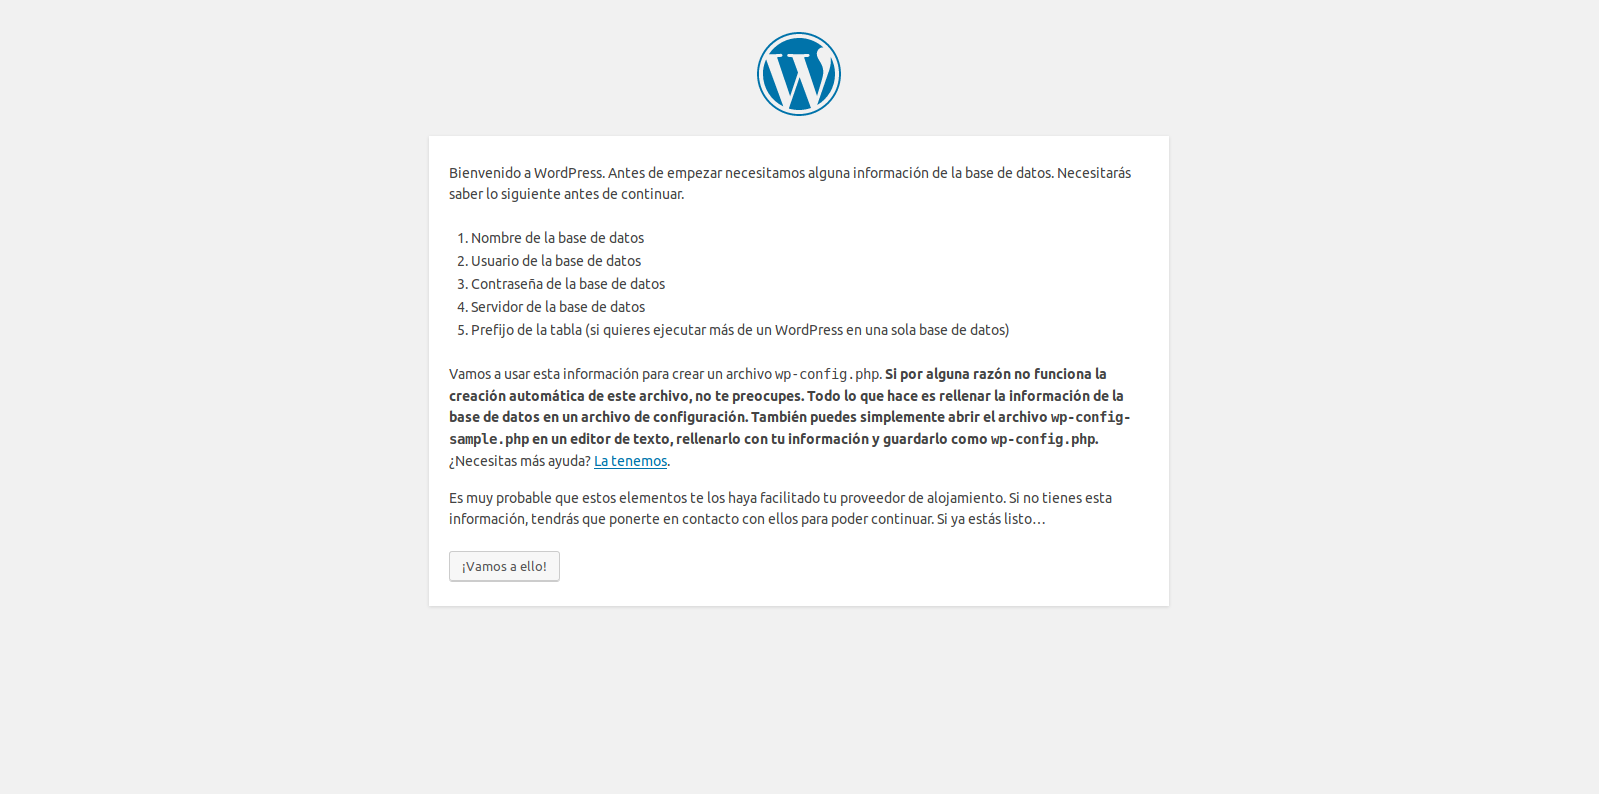 Bienvenido a WordPress. Antes de empezar necesitamos alguna información de la base de datos. Necesitarás
saber lo siguiente antes de continuar.
1. Nombre de la base de datos
2. Usuario de la base de datos
3. Contraseña de la base de datos
4. Servidor de la base de datos
5. Prefijo de la tabla (si quieres ejecutar más de un WordPress en una sola base de datos)
Vamos a usar esta información para crear un archivo wp-config.php. Si por alguna razón no funciona la
creación automática de este archivo, no te preocupes. Todo lo que hace es rellenar la información de la
base de datos en un archivo de configuración. También puedes simplemente abrir el archivo wp-config-
sample.php en un editor de texto, rellenarlo con tu información y guardarlo como wp-config.php.
¿Necesitas más ayuda? La tenemos.
Es muy probable que estos elementos te los haya facilitado tu proveedor de alojamiento. Si no tienes esta
información, tendrás que ponerte en contacto con ellos para poder continuar. Si ya estás listo…
¡Vamos a ello!